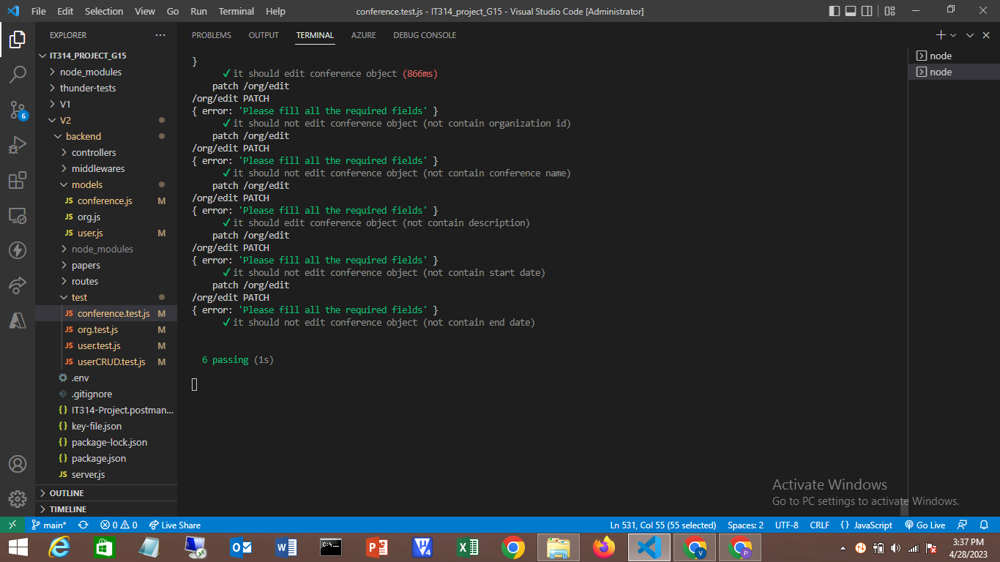 File Edit Selection View Go Run Terminal Help
conference.test.js - IT314_project_G15 - Visual Studio Code [Administrator]
EXPLORER
IT314_PROJECT_G15
node_modules
thunder-tests
V1
V2
backend
controllers
middlewares
models
JS conference.js M
JS org.js
JS user.js M
node_modules
papers
routes
test
JS conference.test.js M
JS org.test.js M
JS user.test.js M
JS userCRUD.test.js M
.env
.gitignore
{} IT314-Project.postman...
{} key-file.json
{} package-lock.json
{} package.json
JS server.js
OUTLINE
TIMELINE
6
PROBLEMS OUTPUT TERMINAL AZURE DEBUG CONSOLE
}
✓ it should edit conference object (866ms)
patch /org/edit
/org/edit PATCH
{ error: 'Please fill all the required fields' }
✓ it should not edit conference object (not contain organization id)
patch /org/edit
/org/edit PATCH
{ error: 'Please fill all the required fields' }
✓ it should not edit conference object (not contain conference name)
patch /org/edit
/org/edit PATCH
{ error: 'Please fill all the required fields' }
✓ it should edit conference object (not contain description)
patch /org/edit
/org/edit PATCH
{ error: 'Please fill all the required fields' }
✓ it should not edit conference object (not contain start date)
patch /org/edit
/org/edit PATCH
{ error: 'Please fill all the required fields' }
✓ it should not edit conference object (not contain end date)
6 passing (1s)
node
node
Activate Windows
Go to PC settings to activate Windows.
main* 0 0 Live Share
Ln 531, Col 55 (55 selected) Spaces: 2 UTF-8 CRLF {} JavaScript Go Live
3:37 PM
4/28/2023